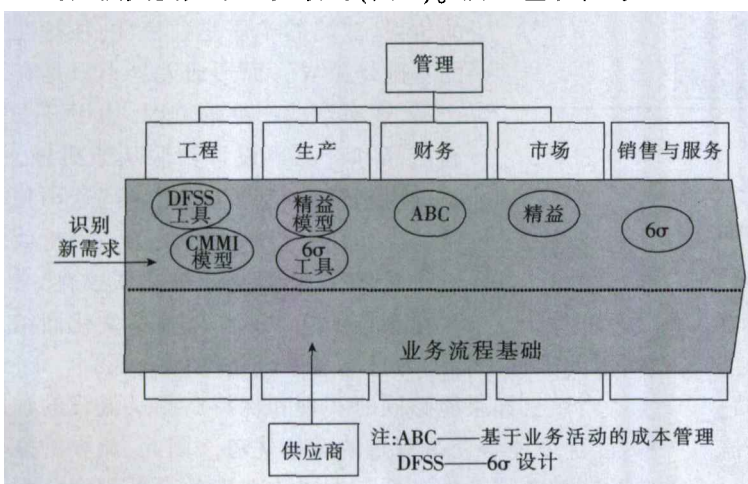 管理
工程
生产
财务
市场
销售与服务
DFSS
工具
CMMI
模型
精益
模型
6σ
工具
ABC
精益
6σ
识别
新需求
业务流程基础
供应商
注:ABC——基于业务活动的成本管理
DFSS——6σ 设计